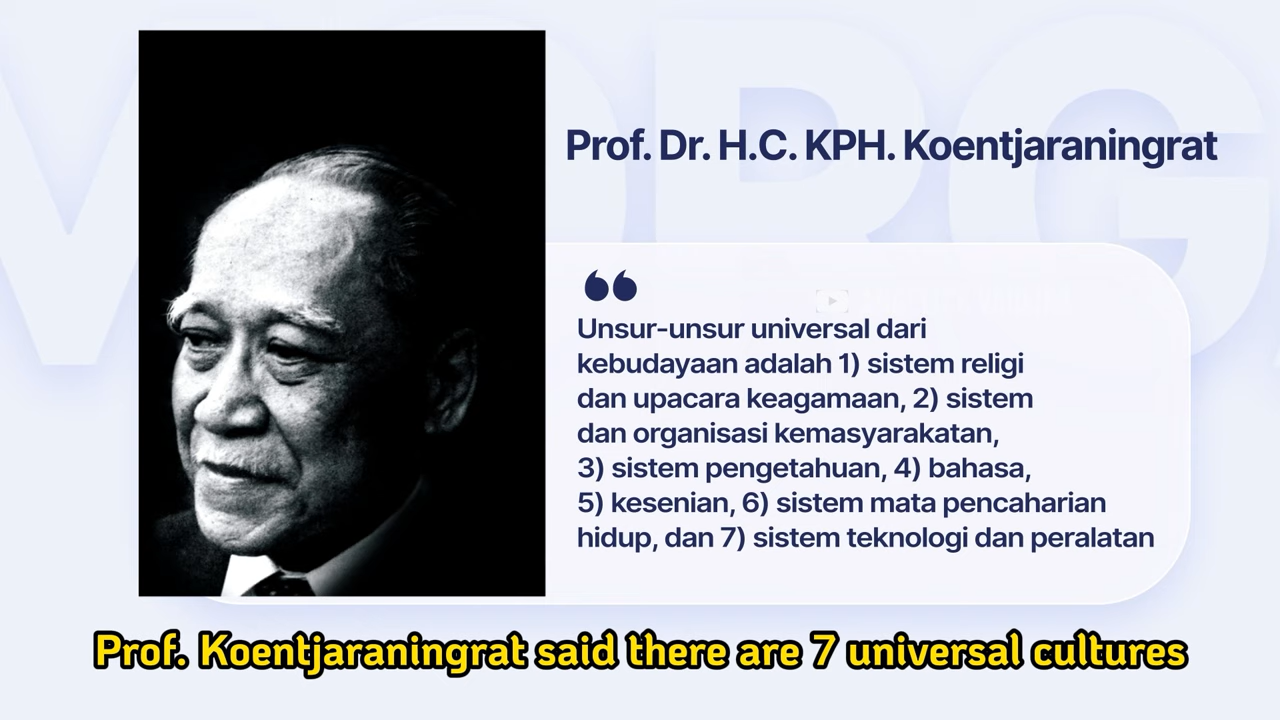 Prof. Dr. H.C. KPH. Koentjaraningrat
Unsur-unsur universal dari
kebudayaan adalah 1) sistem religi
dan upacara keagamaan, 2) sistem
dan organisasi kemasyarakatan,
3) sistem pengetahuan, 4) bahasa,
5) kesenian, 6) sistem mata pencaharian
hidup, dan 7) sistem teknologi dan peralatan
Prof. Koentjaraningrat said there are 7 universal cultures